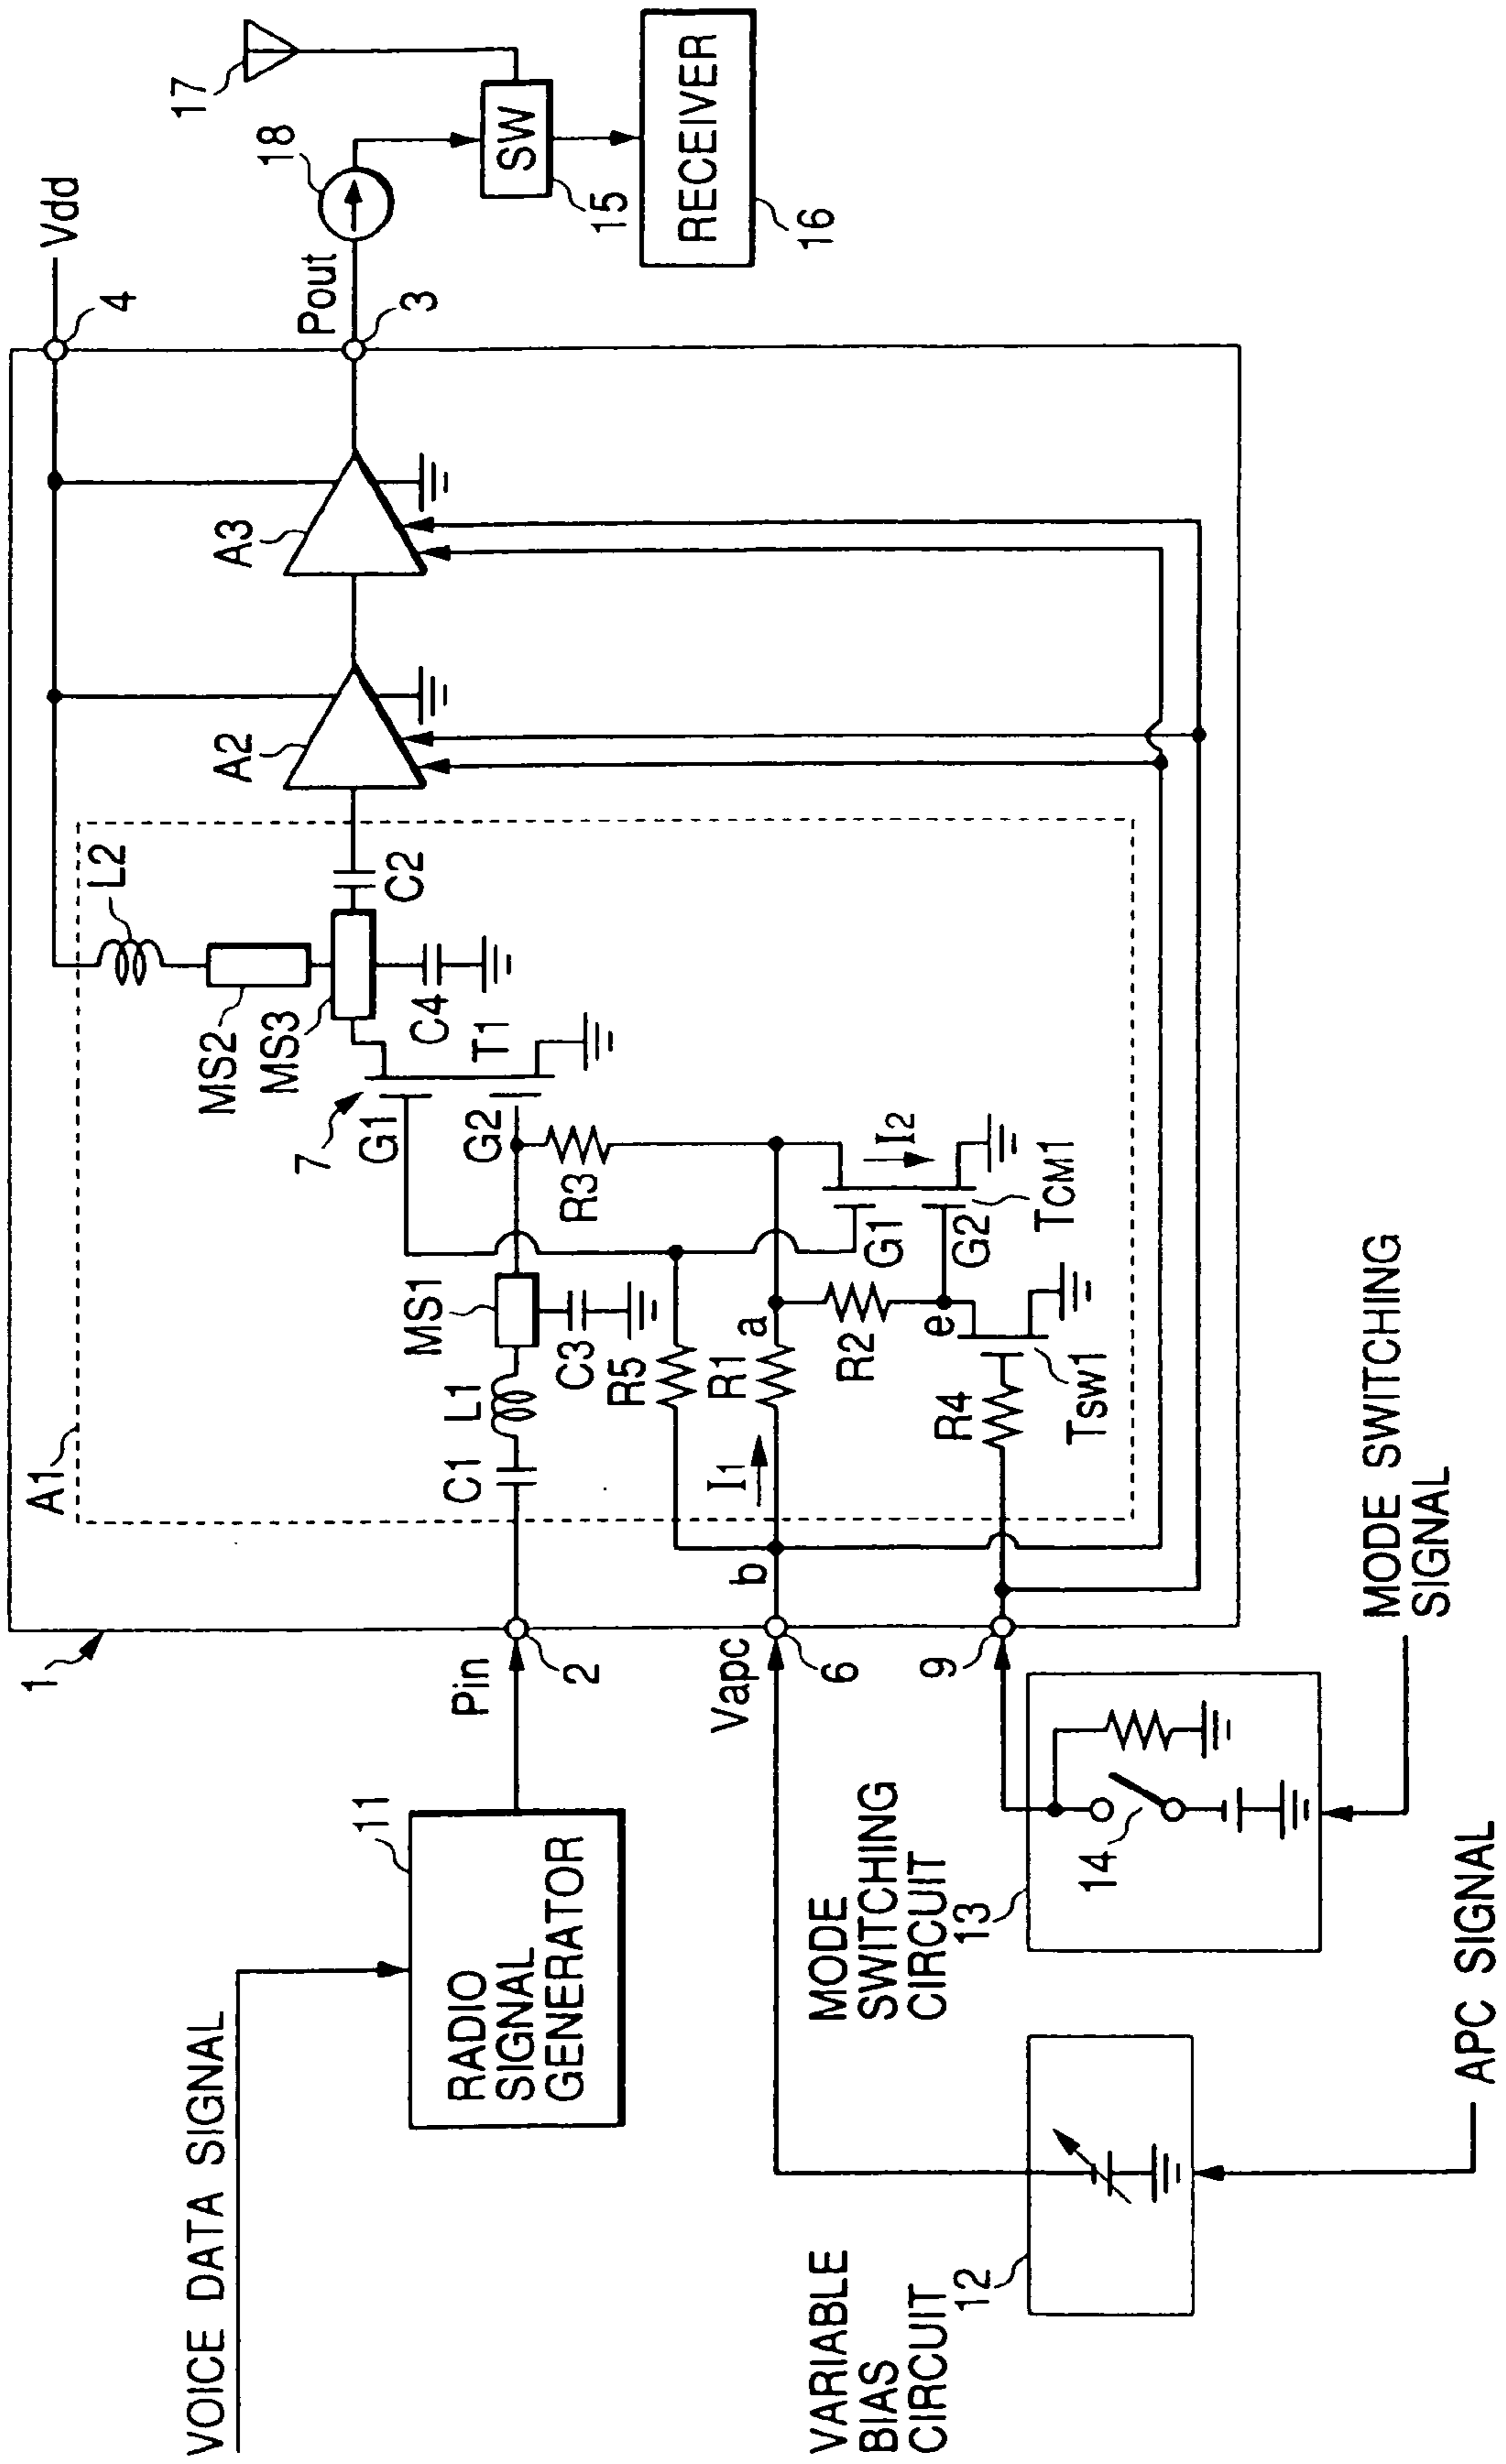 1
A1
L2
Vdd
4
MS2
MS3
C4
C2
A2
A3
Pout
3
18
17
SW
15
RECEIVER
16
VOICE DATA SIGNAL
RADIO
SIGNAL
GENERATOR
11
Pin
2
C1
L1
MS1
C3
7
G1
G2
T1
R3
R5
Vapc
6
b
I1
R1
a
R2
e
G1
G2
I2
TCM1
R4
TSW1
9
VARIABLE
BIAS
CIRCUIT
12
MODE
SWITCHING
CIRCUIT
13
14
APC SIGNAL
MODE SWITCHING
SIGNAL